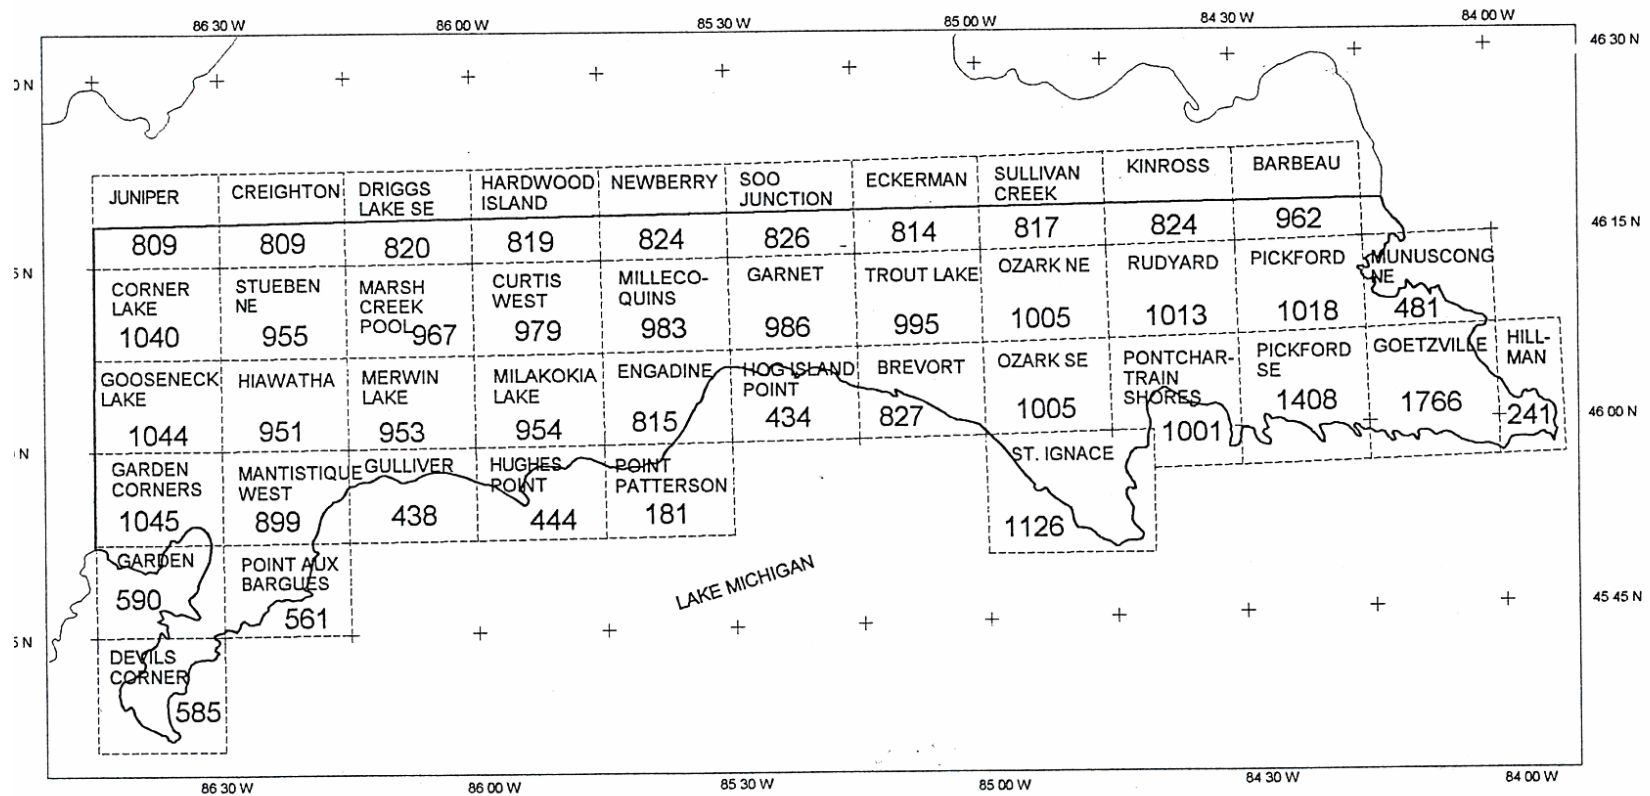 86 30 W
86 00 W
85 30 W
85 00 W
84 30 W
84 00 W
46 30 N
0 N
JUNIPER
CREIGHTON
DRIGGS
LAKE SE
HARDWOOD
ISLAND
NEWBERRY
SOO
JUNCTION
ECKERMAN
SULLIVAN
CREEK
KINROSS
BARBEAU
809
809
820
819
824
826
814
817
824
962
46 15 N
5 N
CORNER
LAKE
1040
STUEBEN
NE
955
MARSH
CREEK
POOL
967
CURTIS
WEST
979
MILLECO-
QUINS
983
GARNET
986
TROUT LAKE
995
OZARK NE
1005
RUDYARD
1013
PICKFORD
1018
MUNUSCONG
NE
481
GOOSENECK
LAKE
1044
HIAWATHA
951
MERWIN
LAKE
953
MILAKOKIA
LAKE
954
ENGADINE
815
HOG ISLAND
POINT
434
BREVORT
827
OZARK SE
1005
PONTCHAR-
TRAIN
SHORES
1001
PICKFORD
SE
1408
GOETZVILLE
1766
HILL-
MAN
241
46 00 N
N
GARDEN
CORNERS
1045
MANTISTIQUE
WEST
899
GULLIVER
438
HUGHES
POINT
444
POINT
PATTERSON
181
ST. IGNACE
1126
GARDEN
590
POINT AUX
BARGUES
561
LAKE MICHIGAN
45 45 N
5 N
DEVILS
CORNER
585
86 30 W
86 00 W
85 30 W
85 00 W
84 30 W
84 00 W